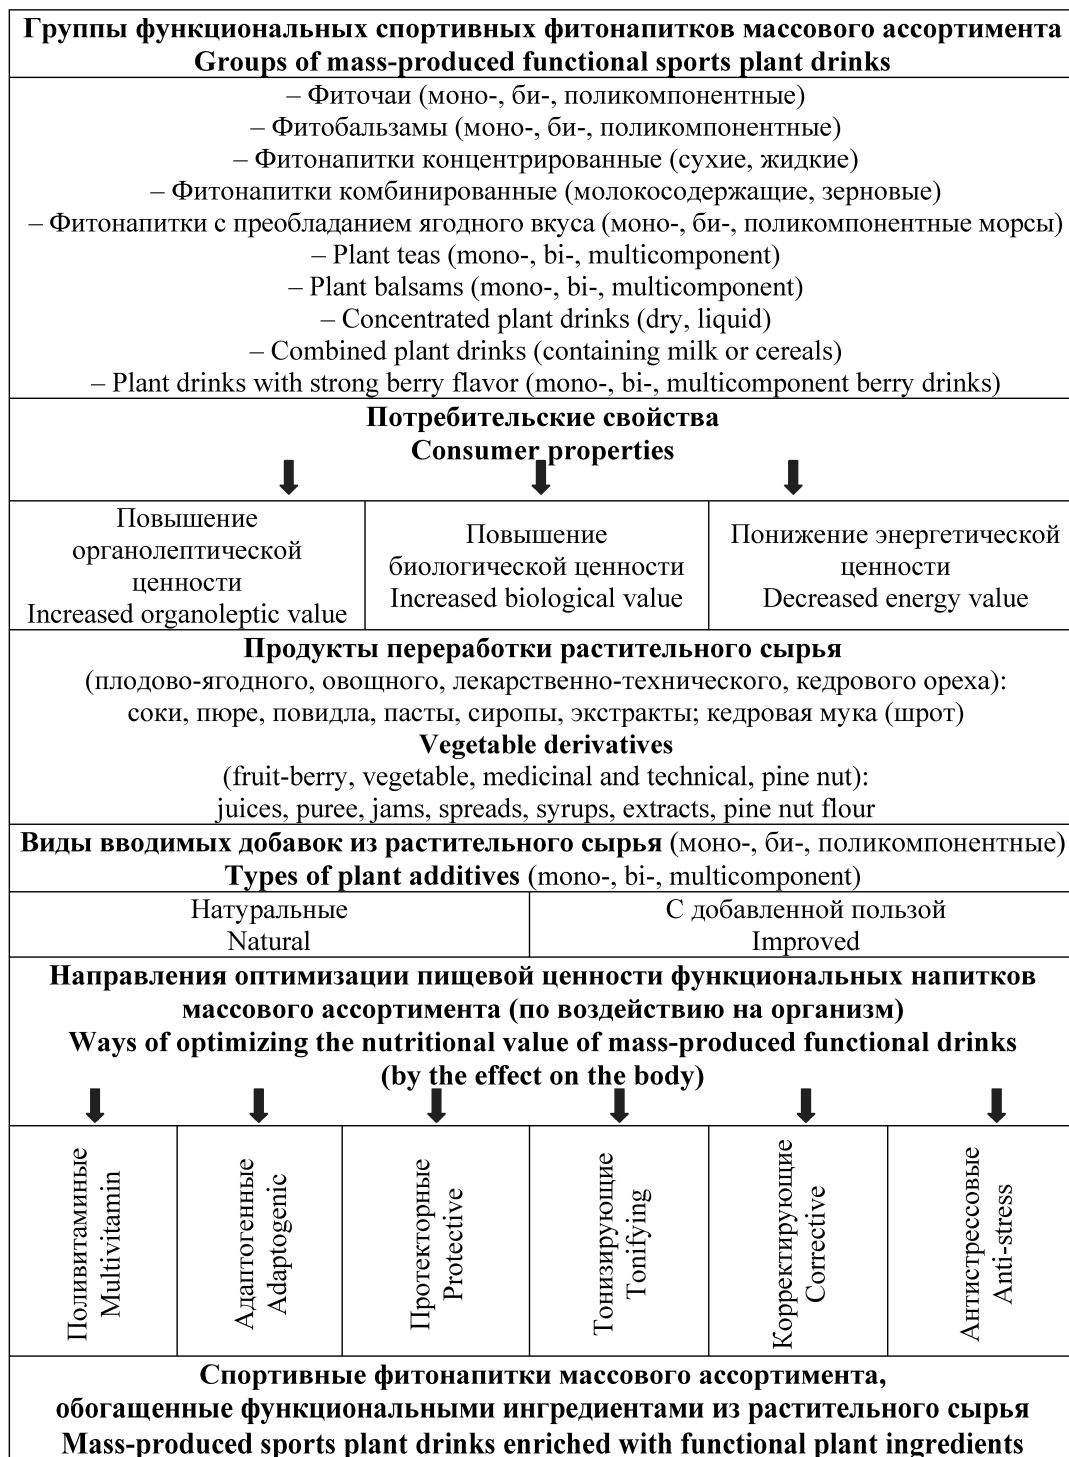 Группы функциональных спортивных фитонапитков массового ассортимента
Groups of mass-produced functional sports plant drinks
– Фиточаи (моно-, би-, поликомпонентные)
– Фитобальзамы (моно-, би-, поликомпонентные)
– Фитонапитки концентрированные (сухие, жидкие)
– Фитонапитки комбинированные (молокосодержащие, зерновые)
– Фитонапитки с преобладанием ягодного вкуса (моно-, би-, поликомпонентные морсы)
– Plant teas (mono-, bi-, multicomponent)
– Plant balsams (mono-, bi-, multicomponent)
– Concentrated plant drinks (dry, liquid)
– Combined plant drinks (containing milk or cereals)
– Plant drinks with strong berry flavor (mono-, bi-, multicomponent berry drinks)
Потребительские свойства
Consumer properties
Повышение
органолептической
ценности
Increased organoleptic value
Повышение
биологической ценности
Increased biological value
Понижение энергетической
ценности
Decreased energy value
Продукты переработки растительного сырья
(плодово-ягодного, овощного, лекарственно-технического, кедрового ореха):
соки, пюре, повидла, пасты, сиропы, экстракты; кедровая мука (шрот)
Vegetable derivatives
(fruit-berry, vegetable, medicinal and technical, pine nut):
juices, puree, jams, spreads, syrups, extracts, pine nut flour
Виды вводимых добавок из растительного сырья (моно-, би-, поликомпонентные)
Types of plant additives (mono-, bi-, multicomponent)
Натуральные
Natural
С добавленной пользой
Improved
Направления оптимизации пищевой ценности функциональных напитков
массового ассортимента (по воздействию на организм)
Ways of optimizing the nutritional value of mass-produced functional drinks
(by the effect on the body)
Поливитаминые
Multivitamin
Адаптогенные
Adaptogenic
Протекторные
Protective
Тонизирующие
Tonifying
Корректирующие
Corrective
Антистрессовые
Anti-stress
Спортивные фитонапитки массового ассортимента,
обогащенные функциональными ингредиентами из растительного сырья
Mass-produced sports plant drinks enriched with functional plant ingredients